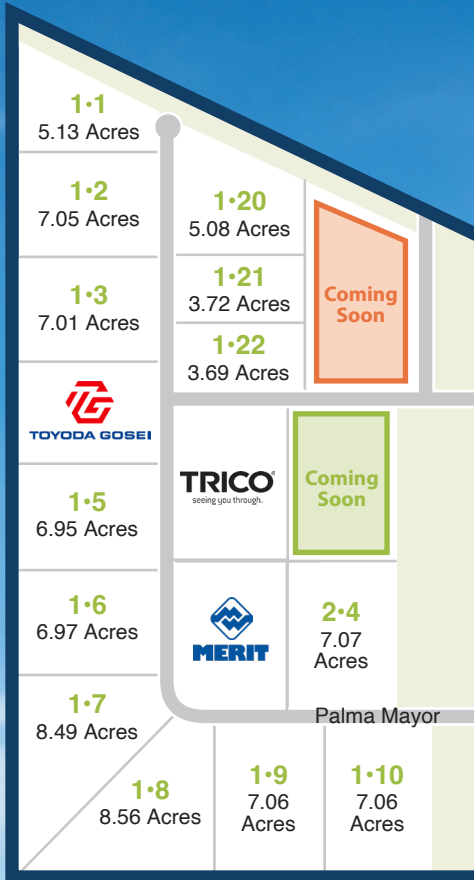 1•1
5.13 Acres
1•2
7.05 Acres
1•3
7.01 Acres
TOYODA GOSEI
1•5
6.95 Acres
1•6
6.97 Acres
1•7
8.49 Acres
1•8
8.56 Acres
1•9
7.06
Acres
1•10
7.06
Acres
1•20
5.08 Acres
1•21
3.72 Acres
1•22
3.69 Acres
Coming
Soon
TRICO®
seeing you through.
Coming
Soon
MERIT
2•4
7.07
Acres
Palma Mayor